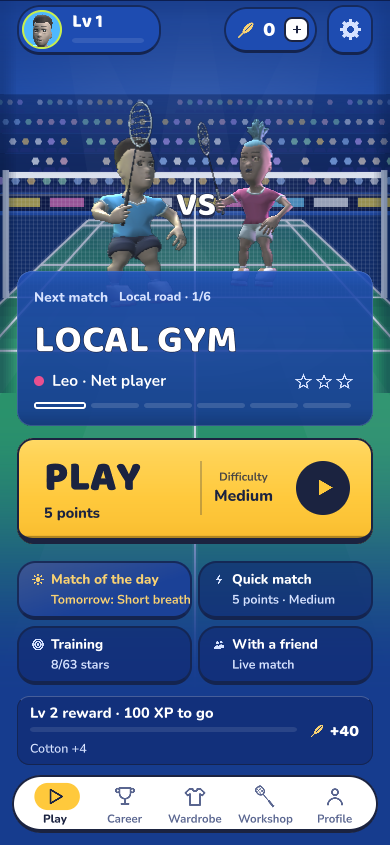 Lv 1
0
+
VS
Next match Local road · 1/6
LOCAL GYM
Leo · Net player
PLAY
5 points
Difficulty
Medium
Match of the day
Tomorrow: Short breath
Quick match
5 points · Medium
Training
8/63 stars
With a friend
Live match
Lv 2 reward · 100 XP to go
+40
Cotton +4
Play
Career
Wardrobe
Workshop
Profile